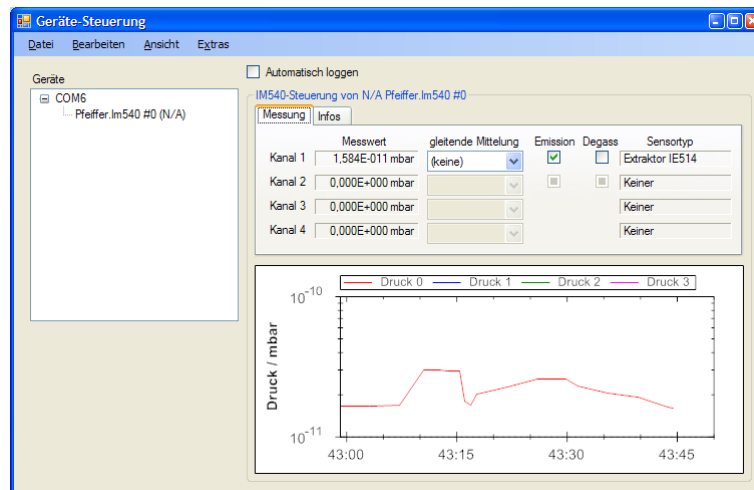 Geräte-Steuerung
Datei Bearbeiten Ansicht Extras
Geräte
COM6
Pfeiffer.Im540 #0 (N/A)
Automatisch loggen
IM540-Steuerung von N/A Pfeiffer.Im540 #0
Messung Infos
Messwert gleitende Mittelung Emission Degass Sensortyp
Kanal 1 1,584E-011 mbar (keine) Extraktor IE514
Kanal 2 0,000E+000 mbar Keiner
Kanal 3 0,000E+000 mbar Keiner
Kanal 4 0,000E+000 mbar Keiner
Druck 0 Druck 1 Druck 2 Druck 3
10^-10
Druck / mbar
10^-11
43:00 43:15 43:30 43:45